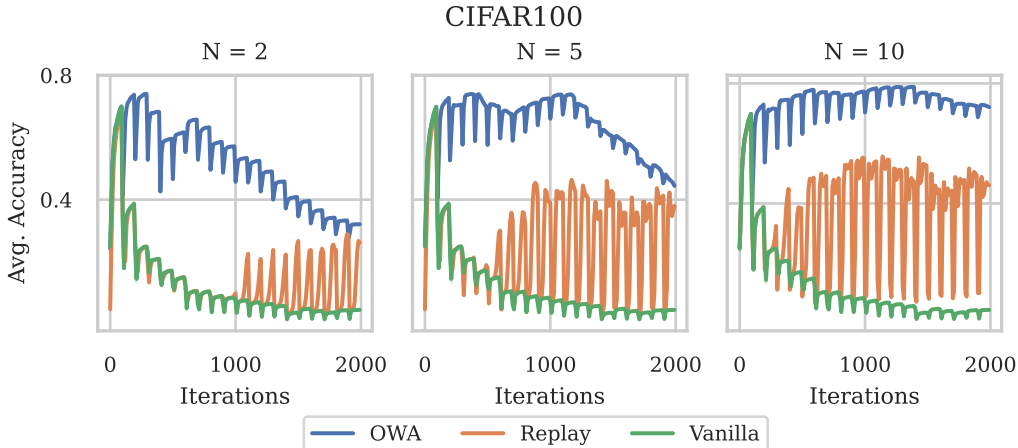 CIFAR100
N = 2
N = 5
N = 10
Avg. Accuracy
0.8
0.4
0 1000 2000
0 1000 2000
0 1000 2000
Iterations
Iterations
Iterations
OWA Replay Vanilla